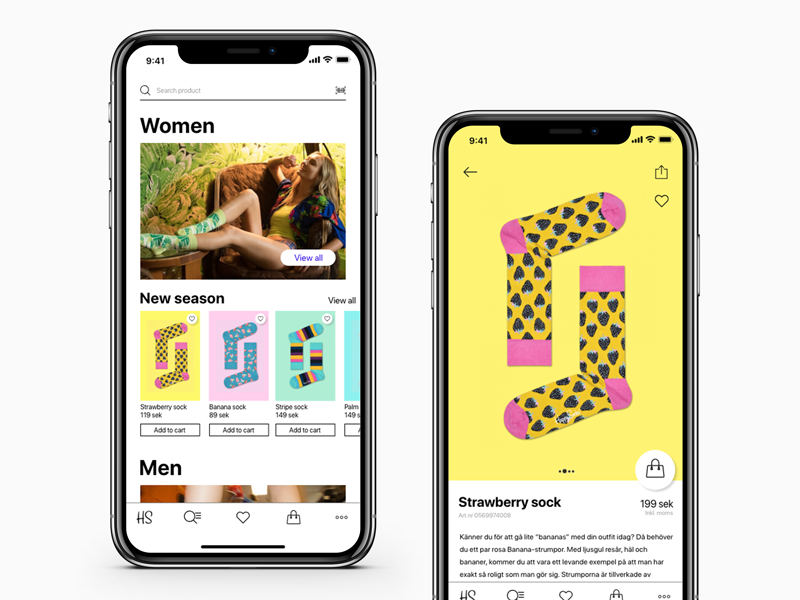 9:41
Search product
Women
View all
New season
View all
Strawberry sock
119 sek
Add to cart
Banana sock
89 sek
Add to cart
Stripe sock
149 sek
Add to cart
Palm
149 s
A
Men
HS
9:41
Strawberry sock
199 sek
Art.nr 0569974008
Inkl. moms
Känner du för att gå lite "bananas" med din outfit idag? Då behöver
du ett par rosa Banana-strumpor. Med ljusgul resår, häl och
bananer, kommer du att vara ett levande exempel på att man har
exakt så roligt som man gör sig. Strumporna är tillverkade av
HS